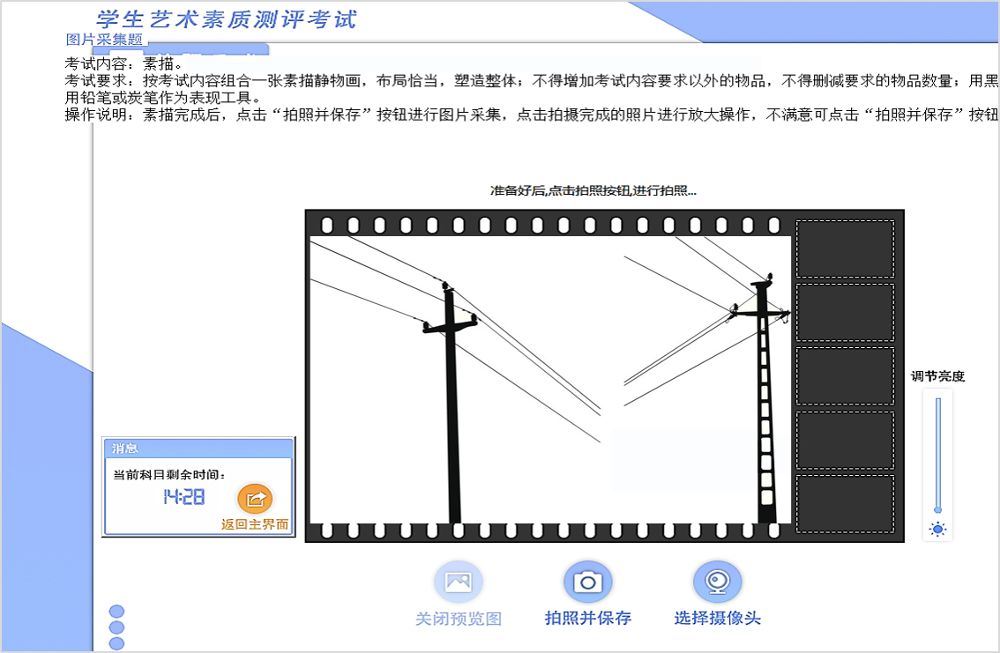 学生艺术素质测评考试
图片采集题
考试内容：素描。
考试要求：按考试内容组合一张素描静物画，布局恰当，塑造整体；不得增加考试内容要求以外的物品，不得删减要求的物品数量；用黑
用铅笔或炭笔作为表现工具。
操作说明：素描完成后，点击“拍照并保存”按钮进行图片采集，点击拍摄完成的照片进行放大操作，不满意可点击“拍照并保存”按钮
准备好后,点击拍照按钮,进行拍照...
调节亮度
消息
当前科目剩余时间：
14:28
返回主界面
关闭预览图
拍照并保存
选择摄像头